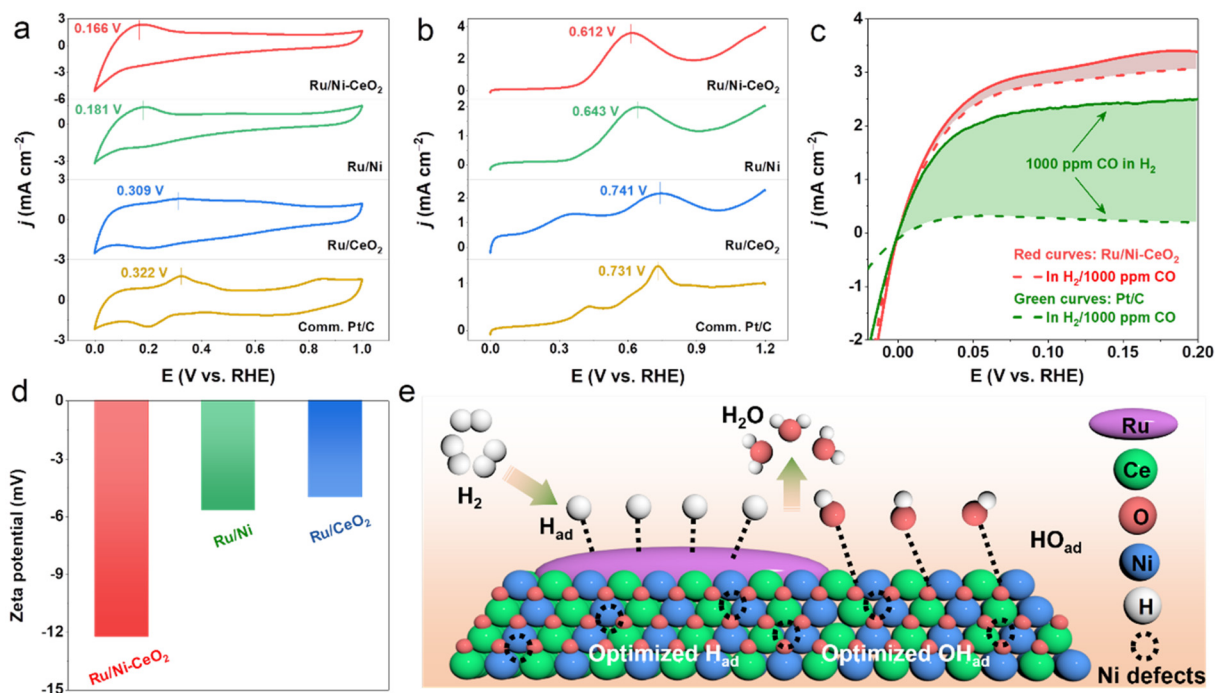 a
3
0
-3
-6
0
-3
3
0
-3
3
0
-3
j (mA cm⁻²)
0.166 V
Ru/Ni-CeO₂
0.181 V
Ru/Ni
0.309 V
Ru/CeO₂
0.322 V
Comm. Pt/C
0.0 0.2 0.4 0.6 0.8 1.0
E (V vs. RHE)
b
4
2
0
2
1
0
2
0
1
0
j (mA cm⁻²)
0.612 V
Ru/Ni-CeO₂
0.643 V
Ru/Ni
0.741 V
Ru/CeO₂
0.731 V
Comm. Pt/C
0.0 0.3 0.6 0.9 1.2
E (V vs. RHE)
c
4
3
2
1
0
-1
-2
j (mA cm⁻²)
1000 ppm CO in H₂
Red curves: Ru/Ni-CeO₂
In H₂/1000 ppm CO
Green curves: Pt/C
In H₂/1000 ppm CO
0.00 0.05 0.10 0.15 0.20
E (V vs. RHE)
d
0
-3
-6
-9
-12
-15
Zeta potential (mV)
Ru/Ni-CeO₂
Ru/Ni
Ru/CeO₂
e
H₂
H₂O
H_ad
HO_ad
Optimized H_ad
Optimized OH_ad
Ru
Ce
O
Ni
H
Ni defects